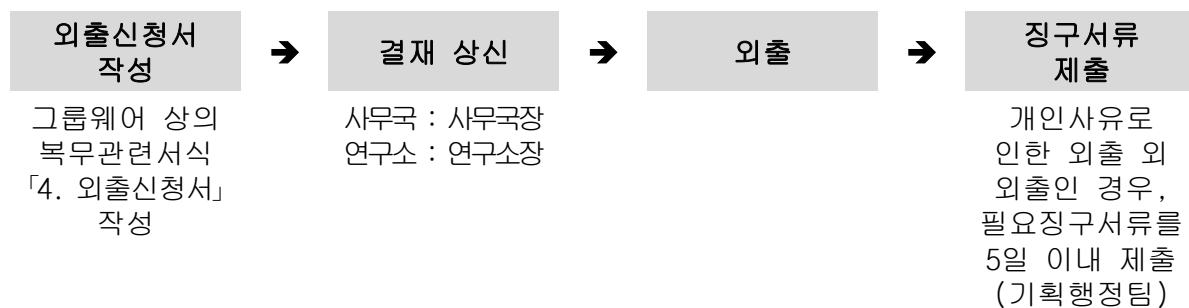 외출신청서
작성
➔
결재 상신
➔
외출
➔
징구서류
제출
그룹웨어 상의
복무관련서식
「4. 외출신청서」
작성
사무국 : 사무국장
연구소 : 연구소장
개인사유로
인한 외출 외
외출인 경우,
필요징구서류를
5일 이내 제출
(기획행정팀)